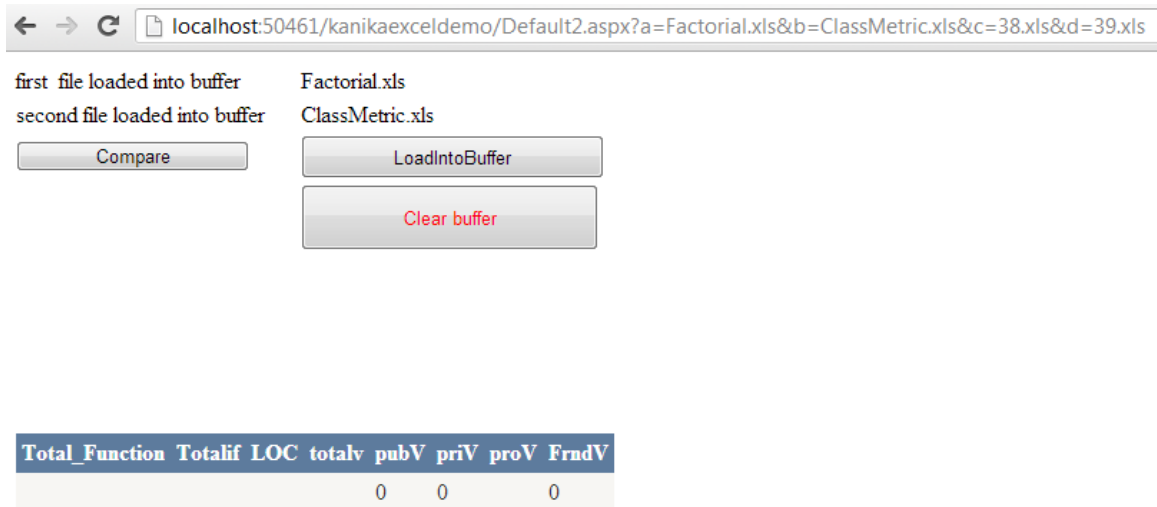 localhost:50461/kanikaexceldemo/Default2.aspx?a=Factorial.xls&b=ClassMetric.xls&c=38.xls&d=39.xls
first file loaded into buffer Factorial.xls
second file loaded into buffer ClassMetric.xls
Compare LoadIntoBuffer
Clear buffer
Total_Function Totalif LOC totalv pubV priV proV FrndV
0 0 0